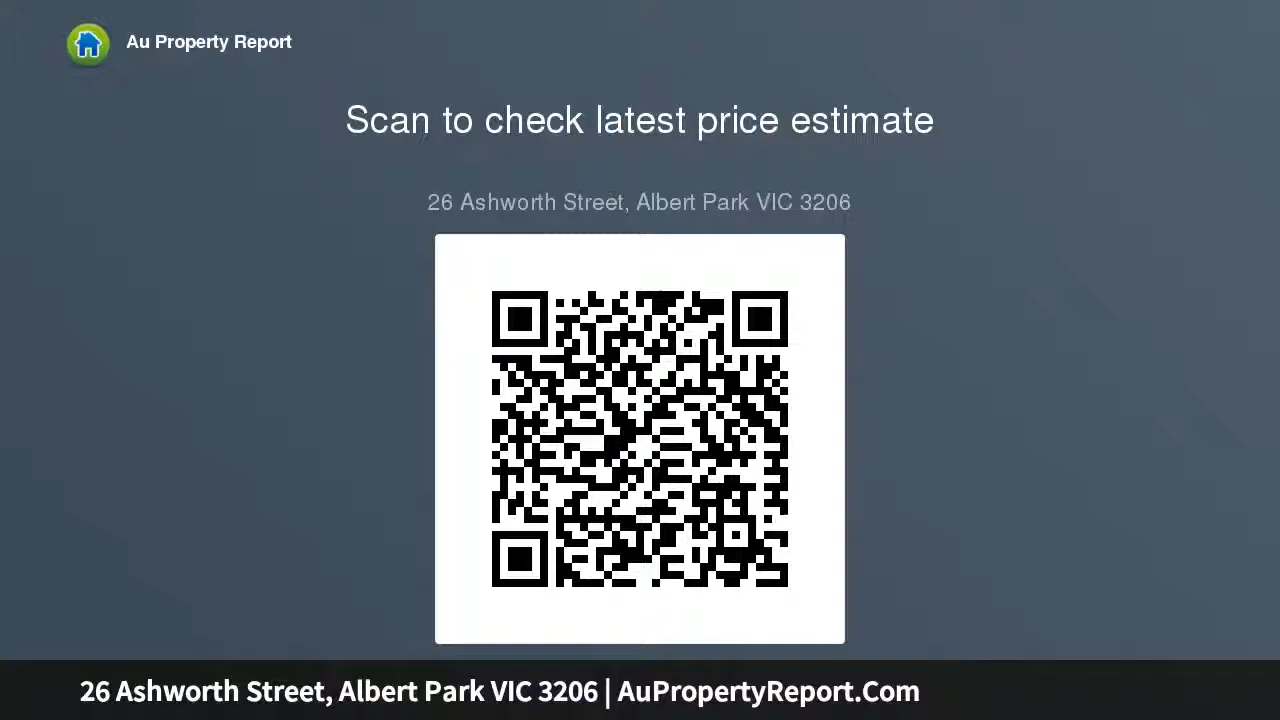 Au Property Report
Scan to check latest price estimate
26 Ashworth Street, Albert Park VIC 3206
26 Ashworth Street, Albert Park VIC 3206 | AuPropertyReport.Com